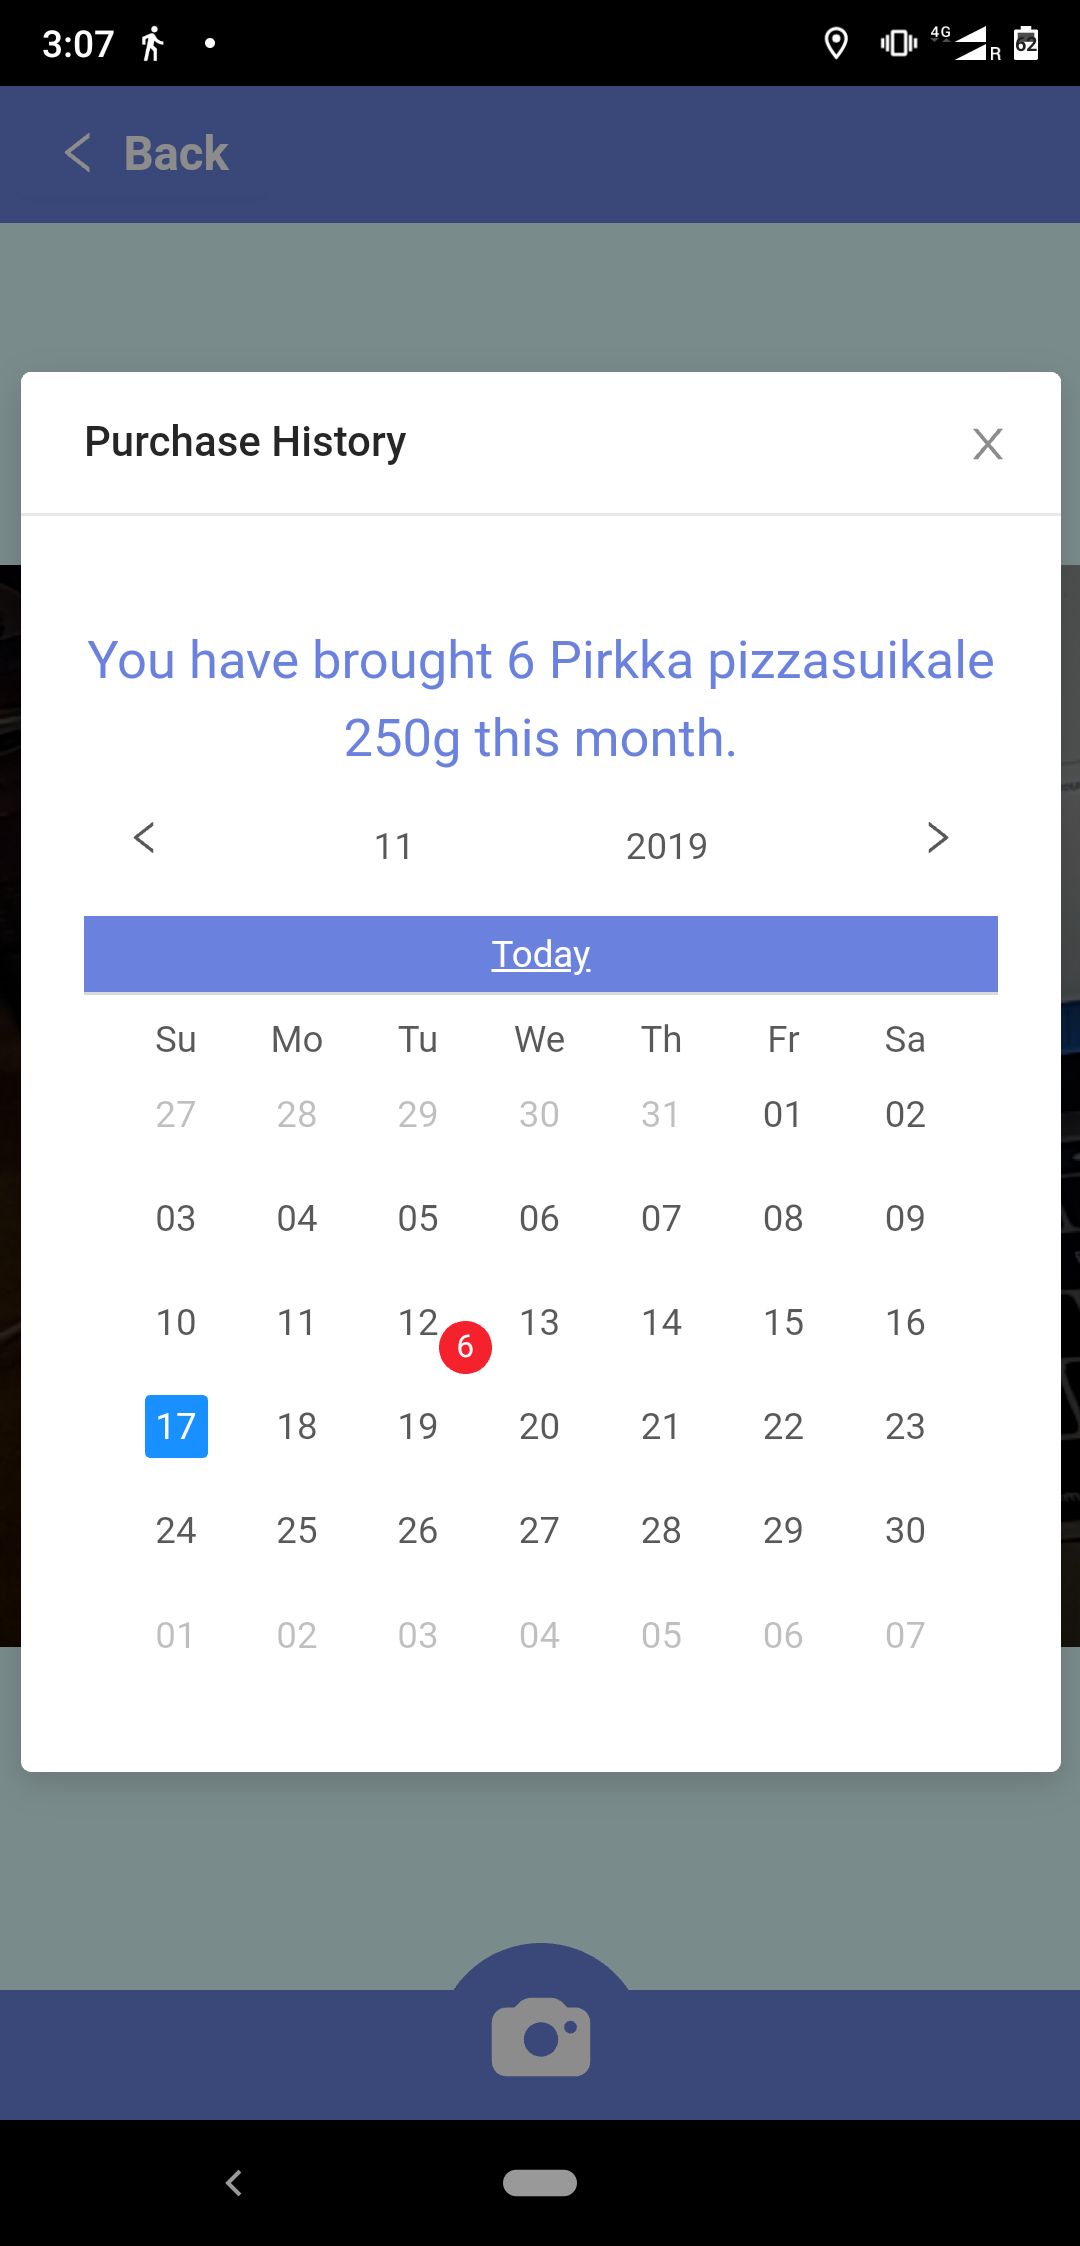 3:07 4G R 62
Back
Purchase History
You have brought 6 Pirkka pizzasuikale
250g this month.
11 2019
Today
Su Mo Tu We Th Fr Sa
27 28 29 30 31 01 02
03 04 05 06 07 08 09
10 11 12 6 13 14 15 16
17 18 19 20 21 22 23
24 25 26 27 28 29 30
01 02 03 04 05 06 07